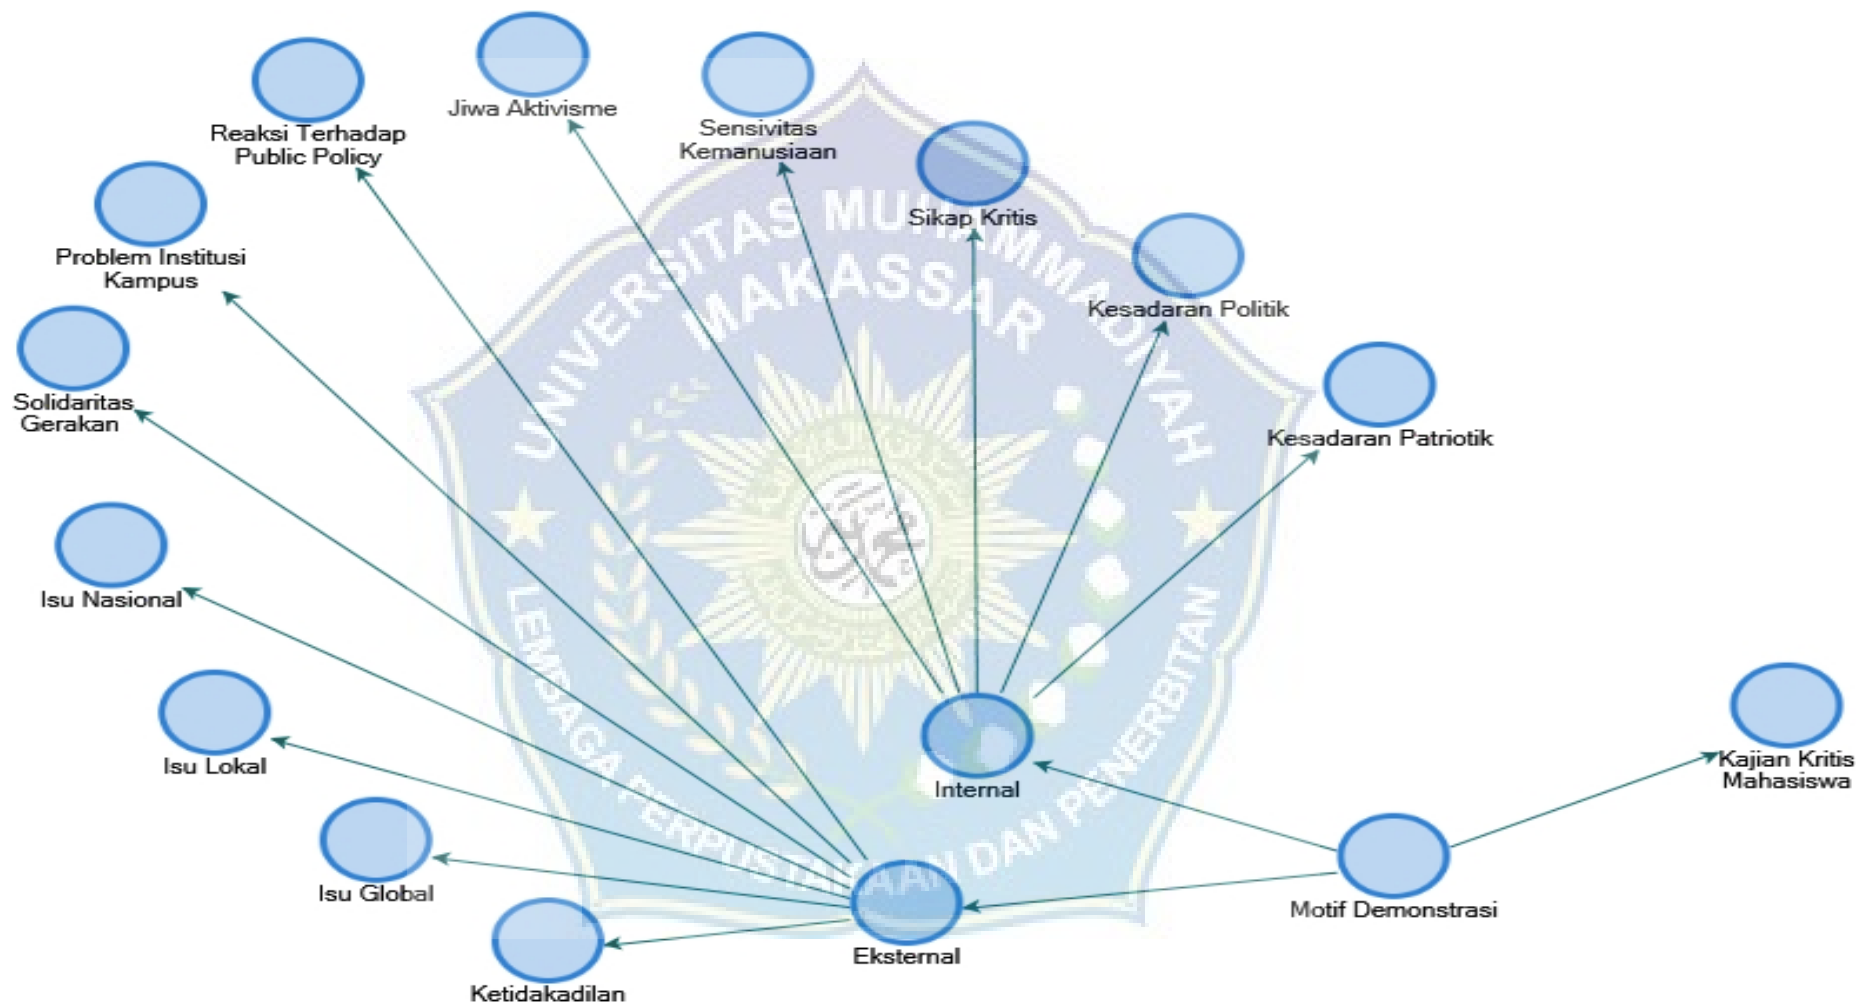 Jiwa Aktivisme
Reaksi Terhadap
Public Policy
Sensivitas
Kemanusiaan
Sikap Kritis
Problem Institusi
Kampus
Kesadaran Politik
Solidaritas
Gerakan
Kesadaran Patriotik
Isu Nasional
Isu Lokal
Internal
Kajian Kritis
Mahasiswa
Isu Global
Motif Demonstrasi
Eksternal
Ketidakadilan
UNIVERSITAS MUHAMMADIYAH
MAKASSAR
LEMBAGA PERPUSTAKAAN DAN PENERBITAN